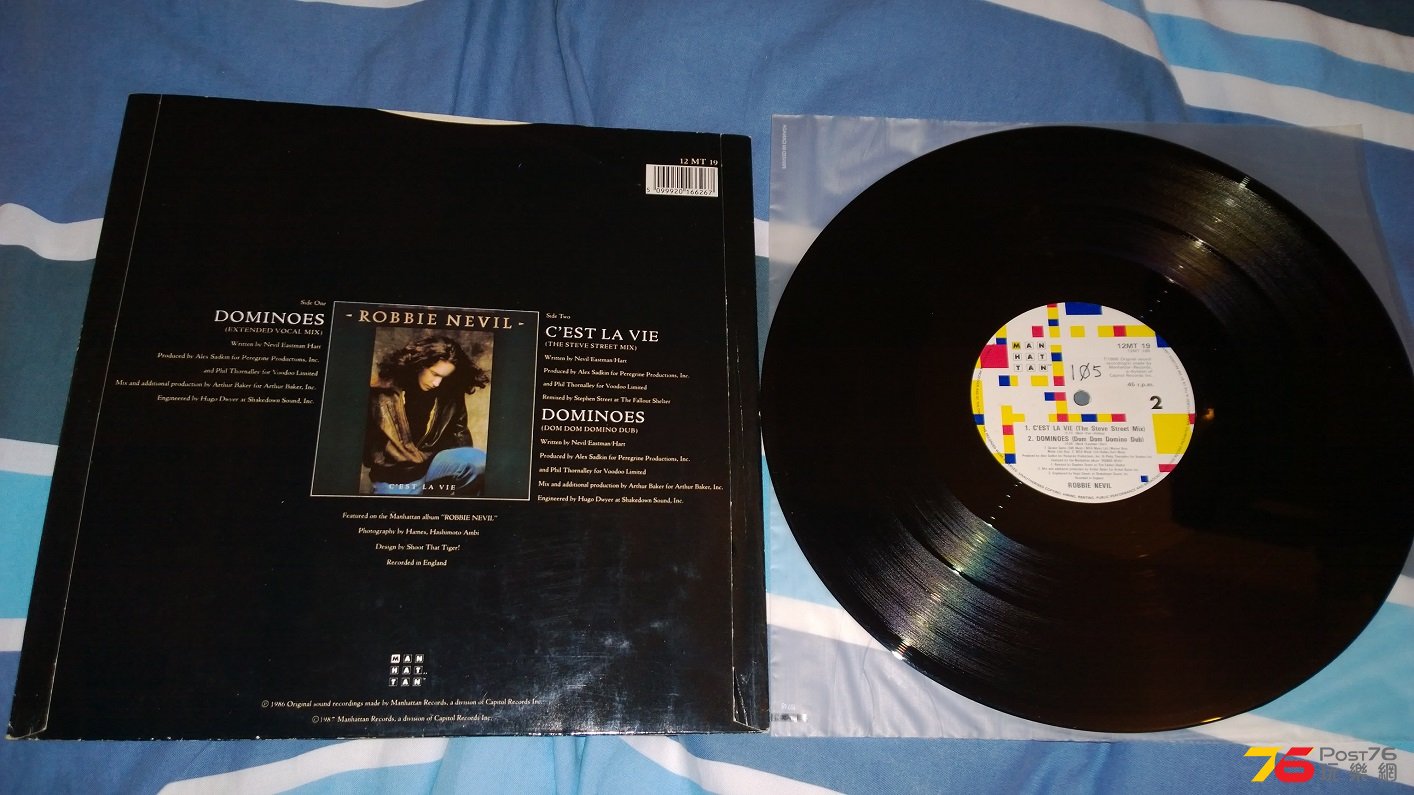 12 MT 19
5 099920 166267
Side One
DOMINOES
(EXTENDED VOCAL MIX)
Written by Nevil Eastman Hart
Produced by Alex Sadkin for Peregrine Productions, Inc.
and Phil Thornalley for Voodoo Limited
Mix and additional production by Arthur Baker for Arthur Baker, Inc.
Engineered by Hugo Dwyer at Shakedown Sound, Inc.
- ROBBIE NEVIL -
C'EST LA VIE
Side Two
C'EST LA VIE
(THE STEVE STREET MIX)
Written by Nevil Eastman-Hart
Produced by Alex Sadkin for Peregrine Productions, Inc.
and Phil Thornalley for Voodoo Limited
Remixed by Stephen Street at The Fallout Shelter
DOMINOES
(DOM DOM DOMINO DUB)
Written by Nevil Eastman-Hart
Produced by Alex Sadkin for Peregrine Productions, Inc.
and Phil Thornalley for Voodoo Limited
Mix and additional production by Arthur Baker for Arthur Baker, Inc.
Engineered by Hugo Dwyer at Shakedown Sound, Inc.
Featured on the Manhattan album "ROBBIE NEVIL"
Photography by Hames, Hashimoto Ambi
Design by Shoot That Tiger!
Recorded in England
MAN
HAT
TAN™
© 1986 Original sound recordings made by Manhattan Records, a division of Capitol Records Inc.
© 1987 Manhattan Records, a division of Capitol Records Inc.
MAN
HAT
TAN™
12MT 19
45 r.p.m.
105
2
1. C'EST LA VIE (The Steve Street Mix)
2. DOMINOES (Dom Dom Domino Dub)
ROBBIE NEVIL
76 Post76
玩樂網